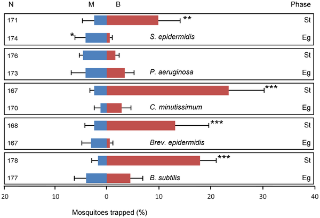 N M B Phase
171 ** St
174 * S. epidermidis Eg
176 St
173 P. aeruginosa Eg
167 *** St
170 C. minutissimum Eg
168 *** St
167 Brev. epidermidis Eg
178 *** St
177 B. subtilis Eg
20 10 0 10 20 30 40
Mosquitoes trapped (%)